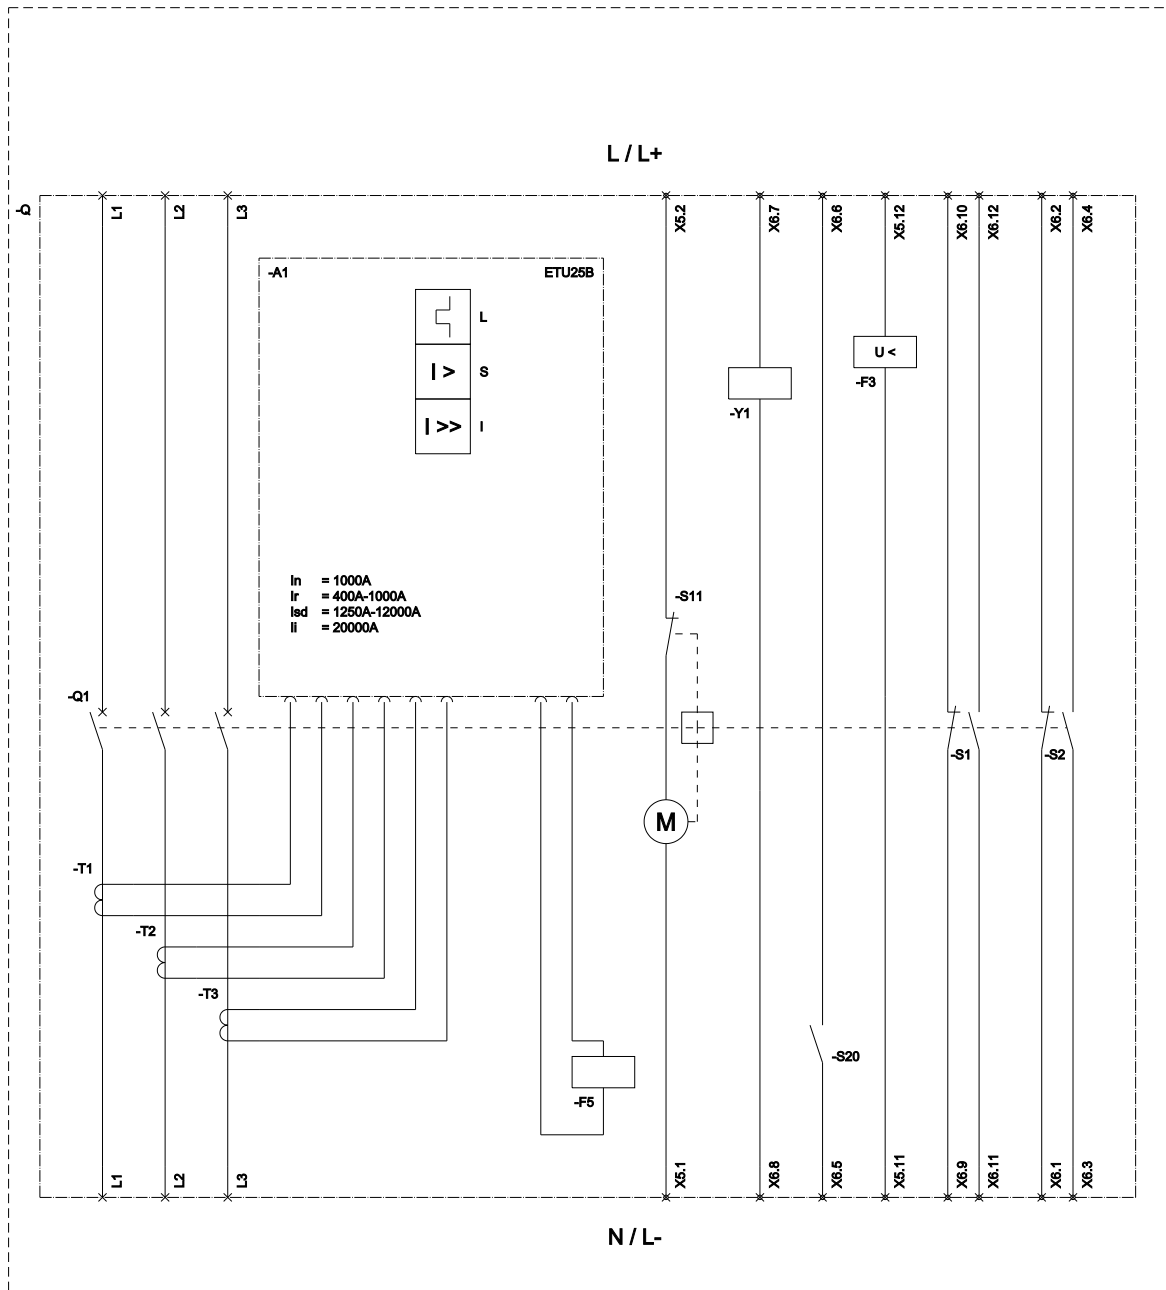 L / L+
-Q
L1
L2
L3
X5.2
X6.7
X6.6
X5.12
X6.10
X6.12
X6.2
X6.4
-A1
ETU25B
L
I >
S
I >>
I
U <
-F3
-Y1
In = 1000A
Ir = 400A-1000A
Isd = 1250A-12000A
Ii = 20000A
-S11
-Q1
-S1
-S2
M
-T1
-T2
-T3
-S20
-F5
L1
L2
L3
X5.1
X6.8
X6.5
X5.11
X6.9
X6.11
X6.1
X6.3
N / L-